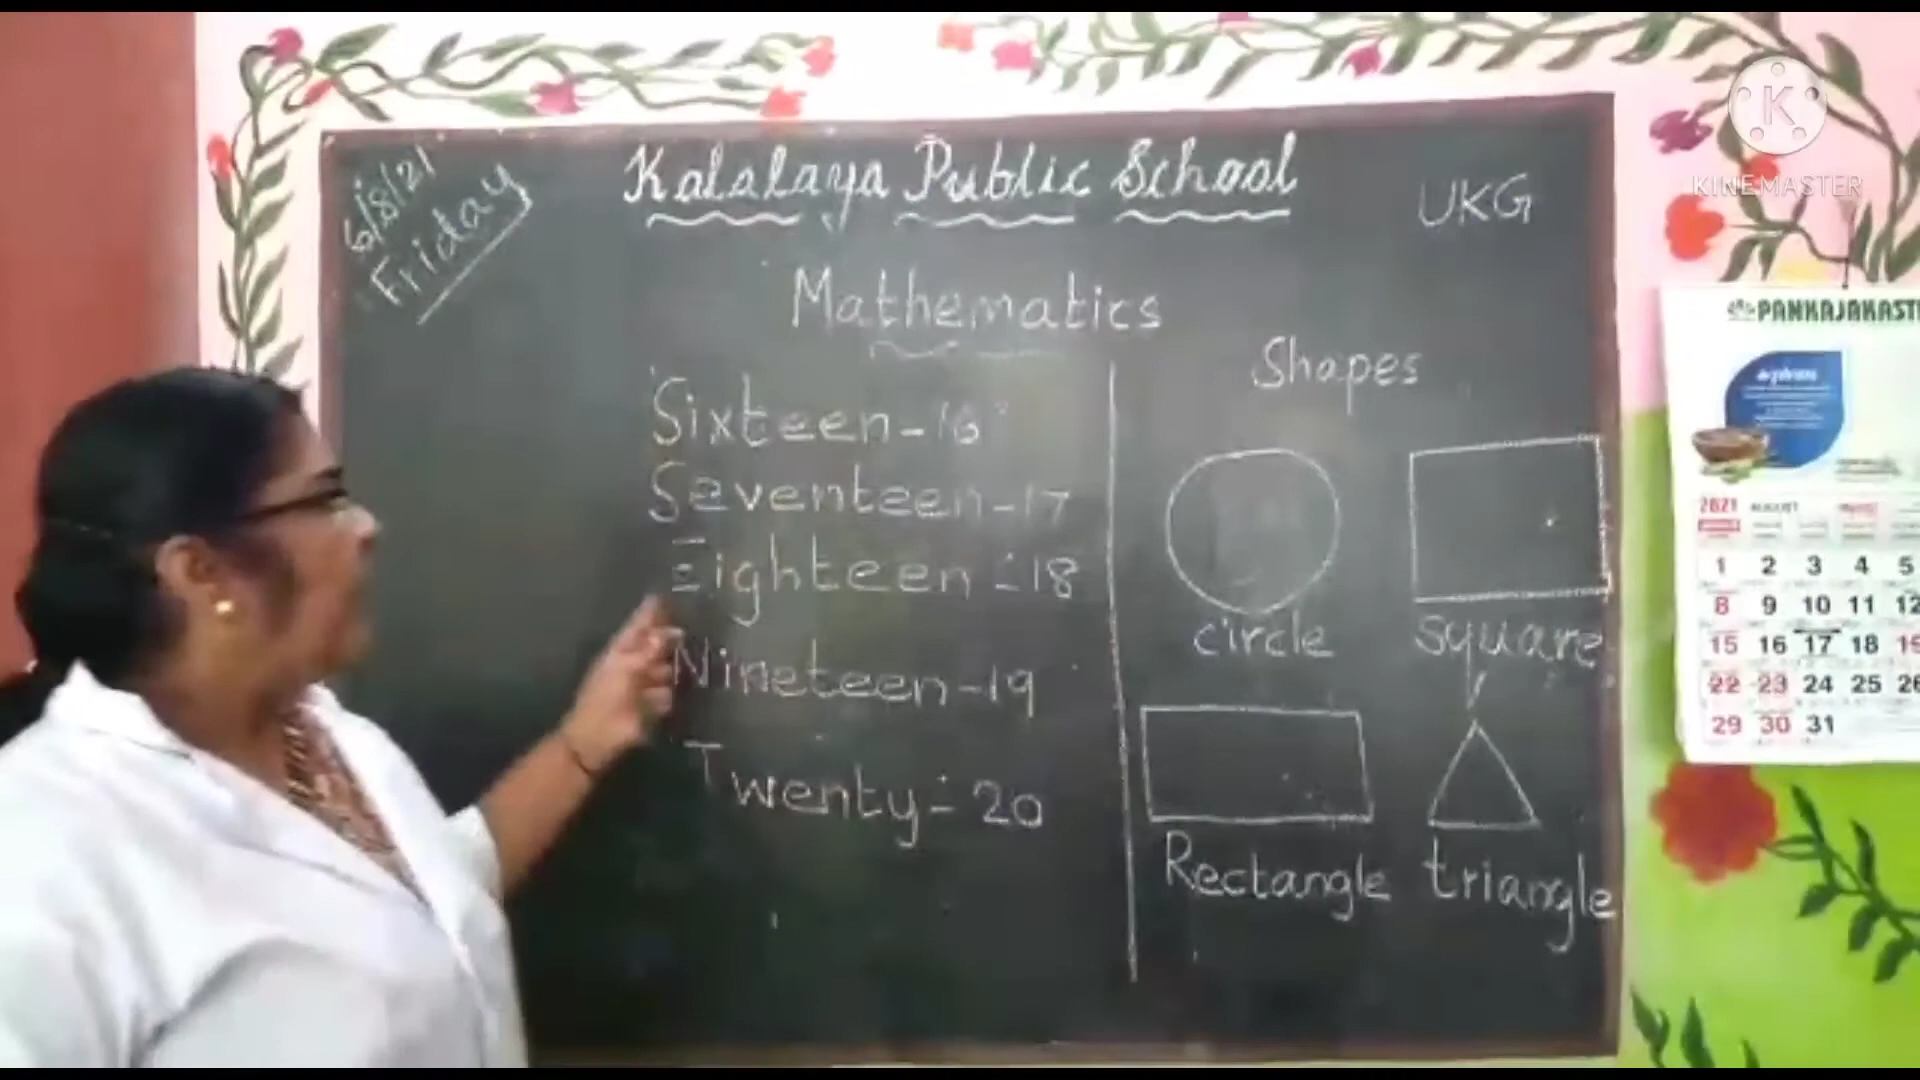 6/8/21
Friday
Kalalaya Public School
UKG
Mathematics
Sixteen - 16
Seventeen - 17
Eighteen - 18
Nineteen - 19
Twenty - 20
Shapes
circle
square
Rectangle
triangle
K
KINEMASTER
PANKAJAKAST
2021 AUGUST
1 2 3 4 5
8 9 10 11 12
15 16 17 18 19
22 23 24 25 26
29 30 31